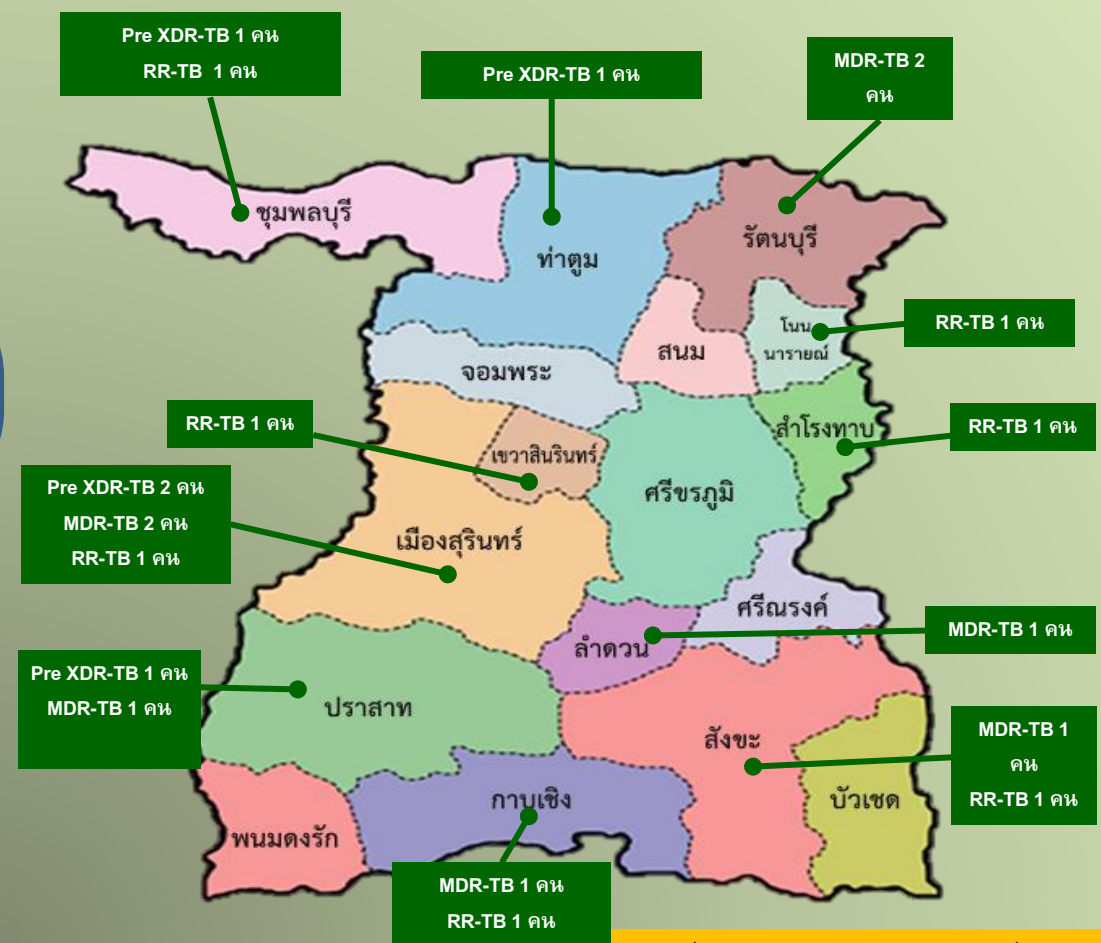 Pre XDR-TB 1 คน
RR-TB 1 คน
Pre XDR-TB 1 คน
MDR-TB 2
คน
ชุมพลบุรี
ท่าตูม
รัตนบุรี
RR-TB 1 คน
โนน
นารายณ์
สนม
จอมพระ
RR-TB 1 คน
เขวาสินรินทร์
สำโรงทาบ
RR-TB 1 คน
Pre XDR-TB 2 คน
MDR-TB 2 คน
RR-TB 1 คน
เมืองสุรินทร์
ศรีขรภูมิ
ศรีณรงค์
ลำดวน
MDR-TB 1 คน
Pre XDR-TB 1 คน
MDR-TB 1 คน
ปราสาท
สังขะ
MDR-TB 1
คน
RR-TB 1 คน
บัวเชด
กาบเชิง
พนมดงรัก
MDR-TB 1 คน
RR-TB 1 คน